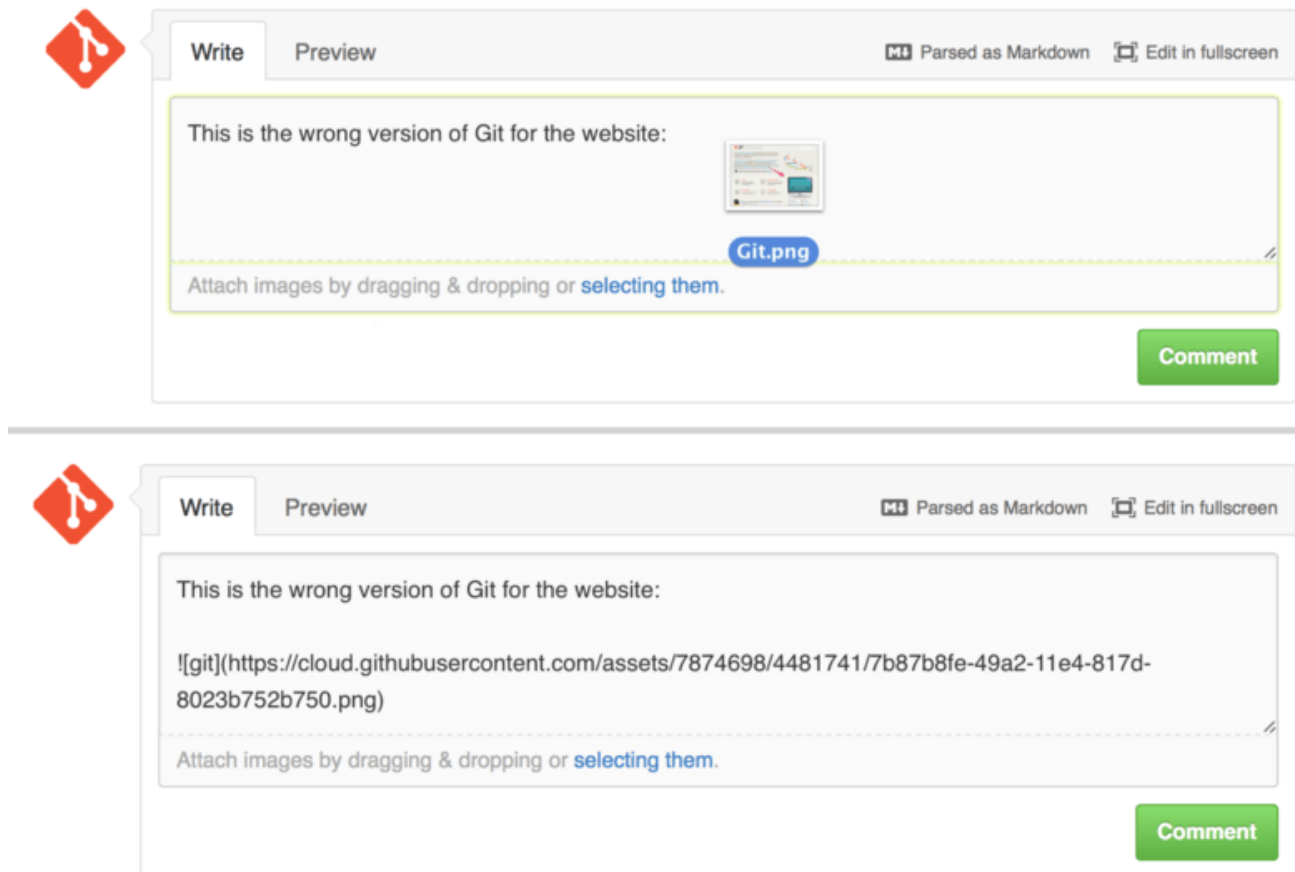 Write Preview Parsed as Markdown Edit in fullscreen
This is the wrong version of Git for the website:
Git.png
Attach images by dragging & dropping or selecting them.
Comment
Write Preview Parsed as Markdown Edit in fullscreen
This is the wrong version of Git for the website:
![git](https://cloud.githubusercontent.com/assets/7874698/4481741/7b87b8fe-49a2-11e4-817d-
8023b752b750.png)
Attach images by dragging & dropping or selecting them.
Comment